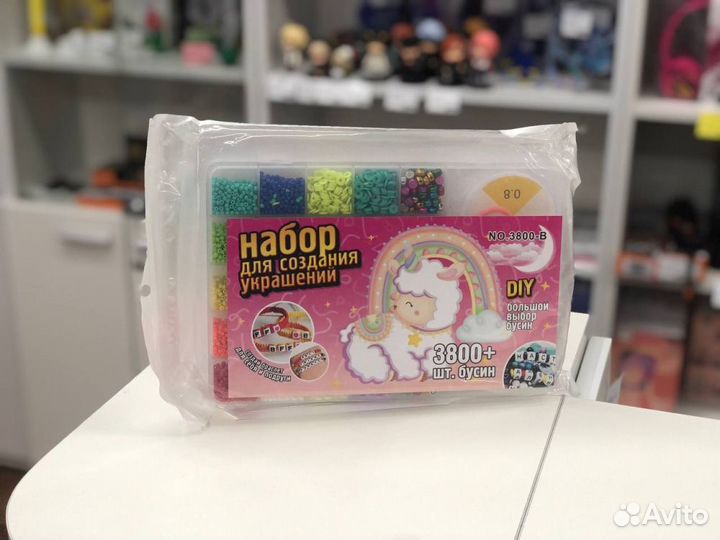 0.8
NO.3800-B
Набор
для создания
украшений
DIY
большой
выбор
бусин
3800+
шт. бусин
Avito